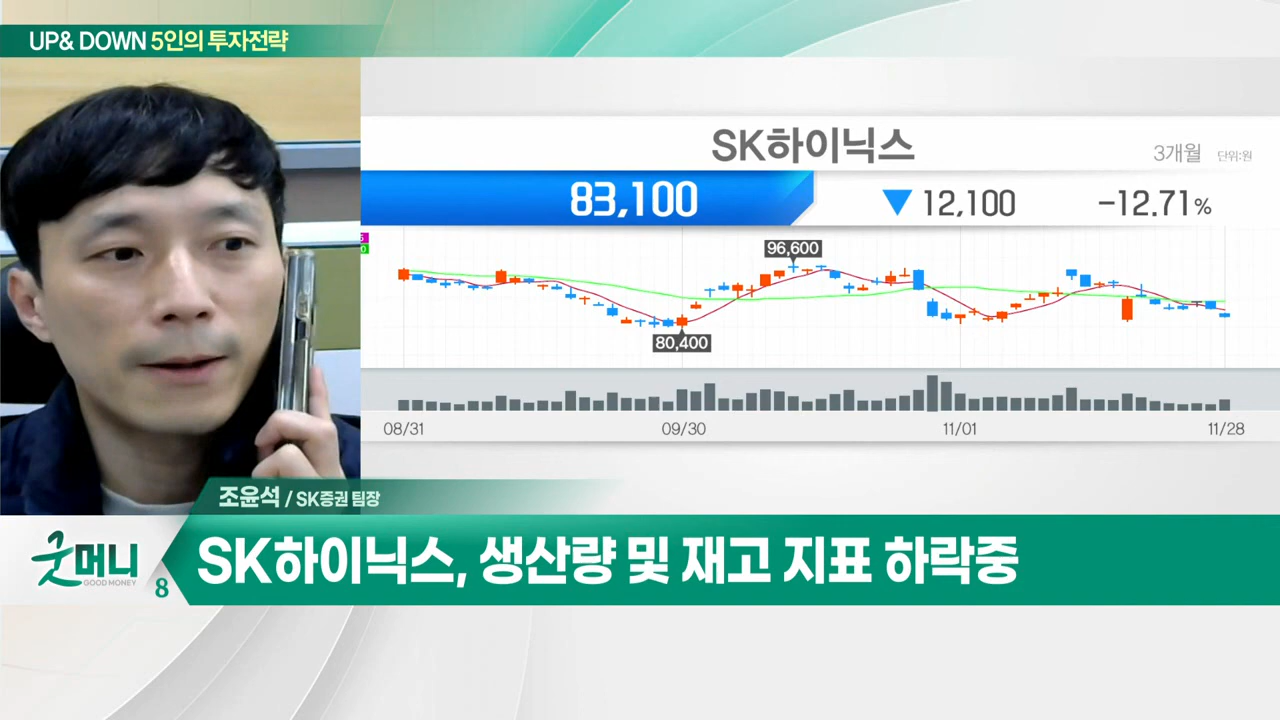 UP& DOWN 5인의 투자전략
SK하이닉스
3개월 단위:원
83,100 ▼ 12,100 -12.71%
96,600
80,400
08/31 09/30 11/01 11/28
조윤석 / SK증권 팀장
굿머니
GOOD MONEY
8
SK하이닉스, 생산량 및 재고 지표 하락중